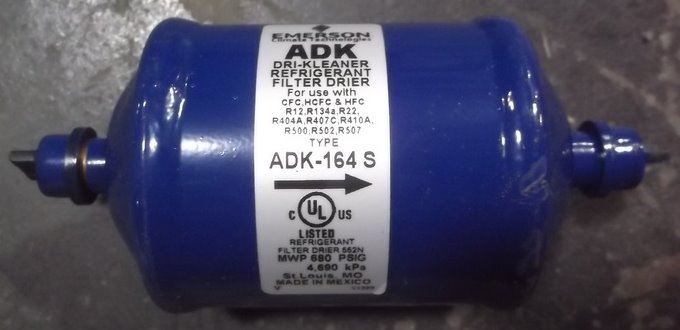 EMERSON
Climate Technologies
ADK
DRI-KLEANER
REFRIGERANT
FILTER DRIER
For use with
CFC, HCFC & HFC
R12, R134a, R22,
R404A, R407C, R410A,
R500, R502, R507
TYPE
ADK-164 S
C UL US
LISTED
REFRIGERANT
FILTER DRIER 552N
MWP 680 PSIG
4,690 kPa
St. Louis, MO
MADE IN MEXICO
V